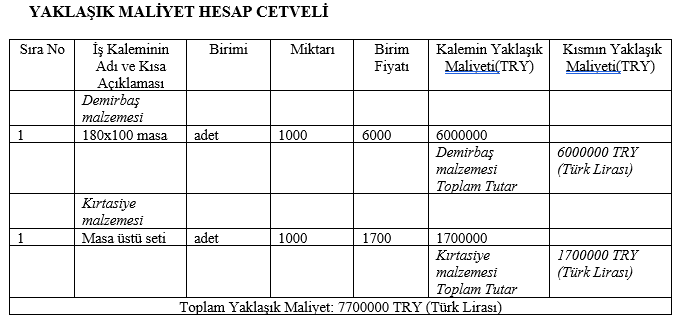 YAKLAŞIK MALİYET HESAP CETVELİ
Sıra No İş Kaleminin Adı ve Kısa Açıklaması Birimi Miktarı Birim Fiyatı Kalemin Yaklaşık Maliyeti(TRY) Kısmın Yaklaşık Maliyeti(TRY)
Demirbaş malzemesi
1 180x100 masa adet 1000 6000 6000000
Demirbaş malzemesi Toplam Tutar 6000000 TRY (Türk Lirası)
Kırtasiye malzemesi
1 Masa üstü seti adet 1000 1700 1700000
Kırtasiye malzemesi Toplam Tutar 1700000 TRY (Türk Lirası)
Toplam Yaklaşık Maliyet: 7700000 TRY (Türk Lirası)